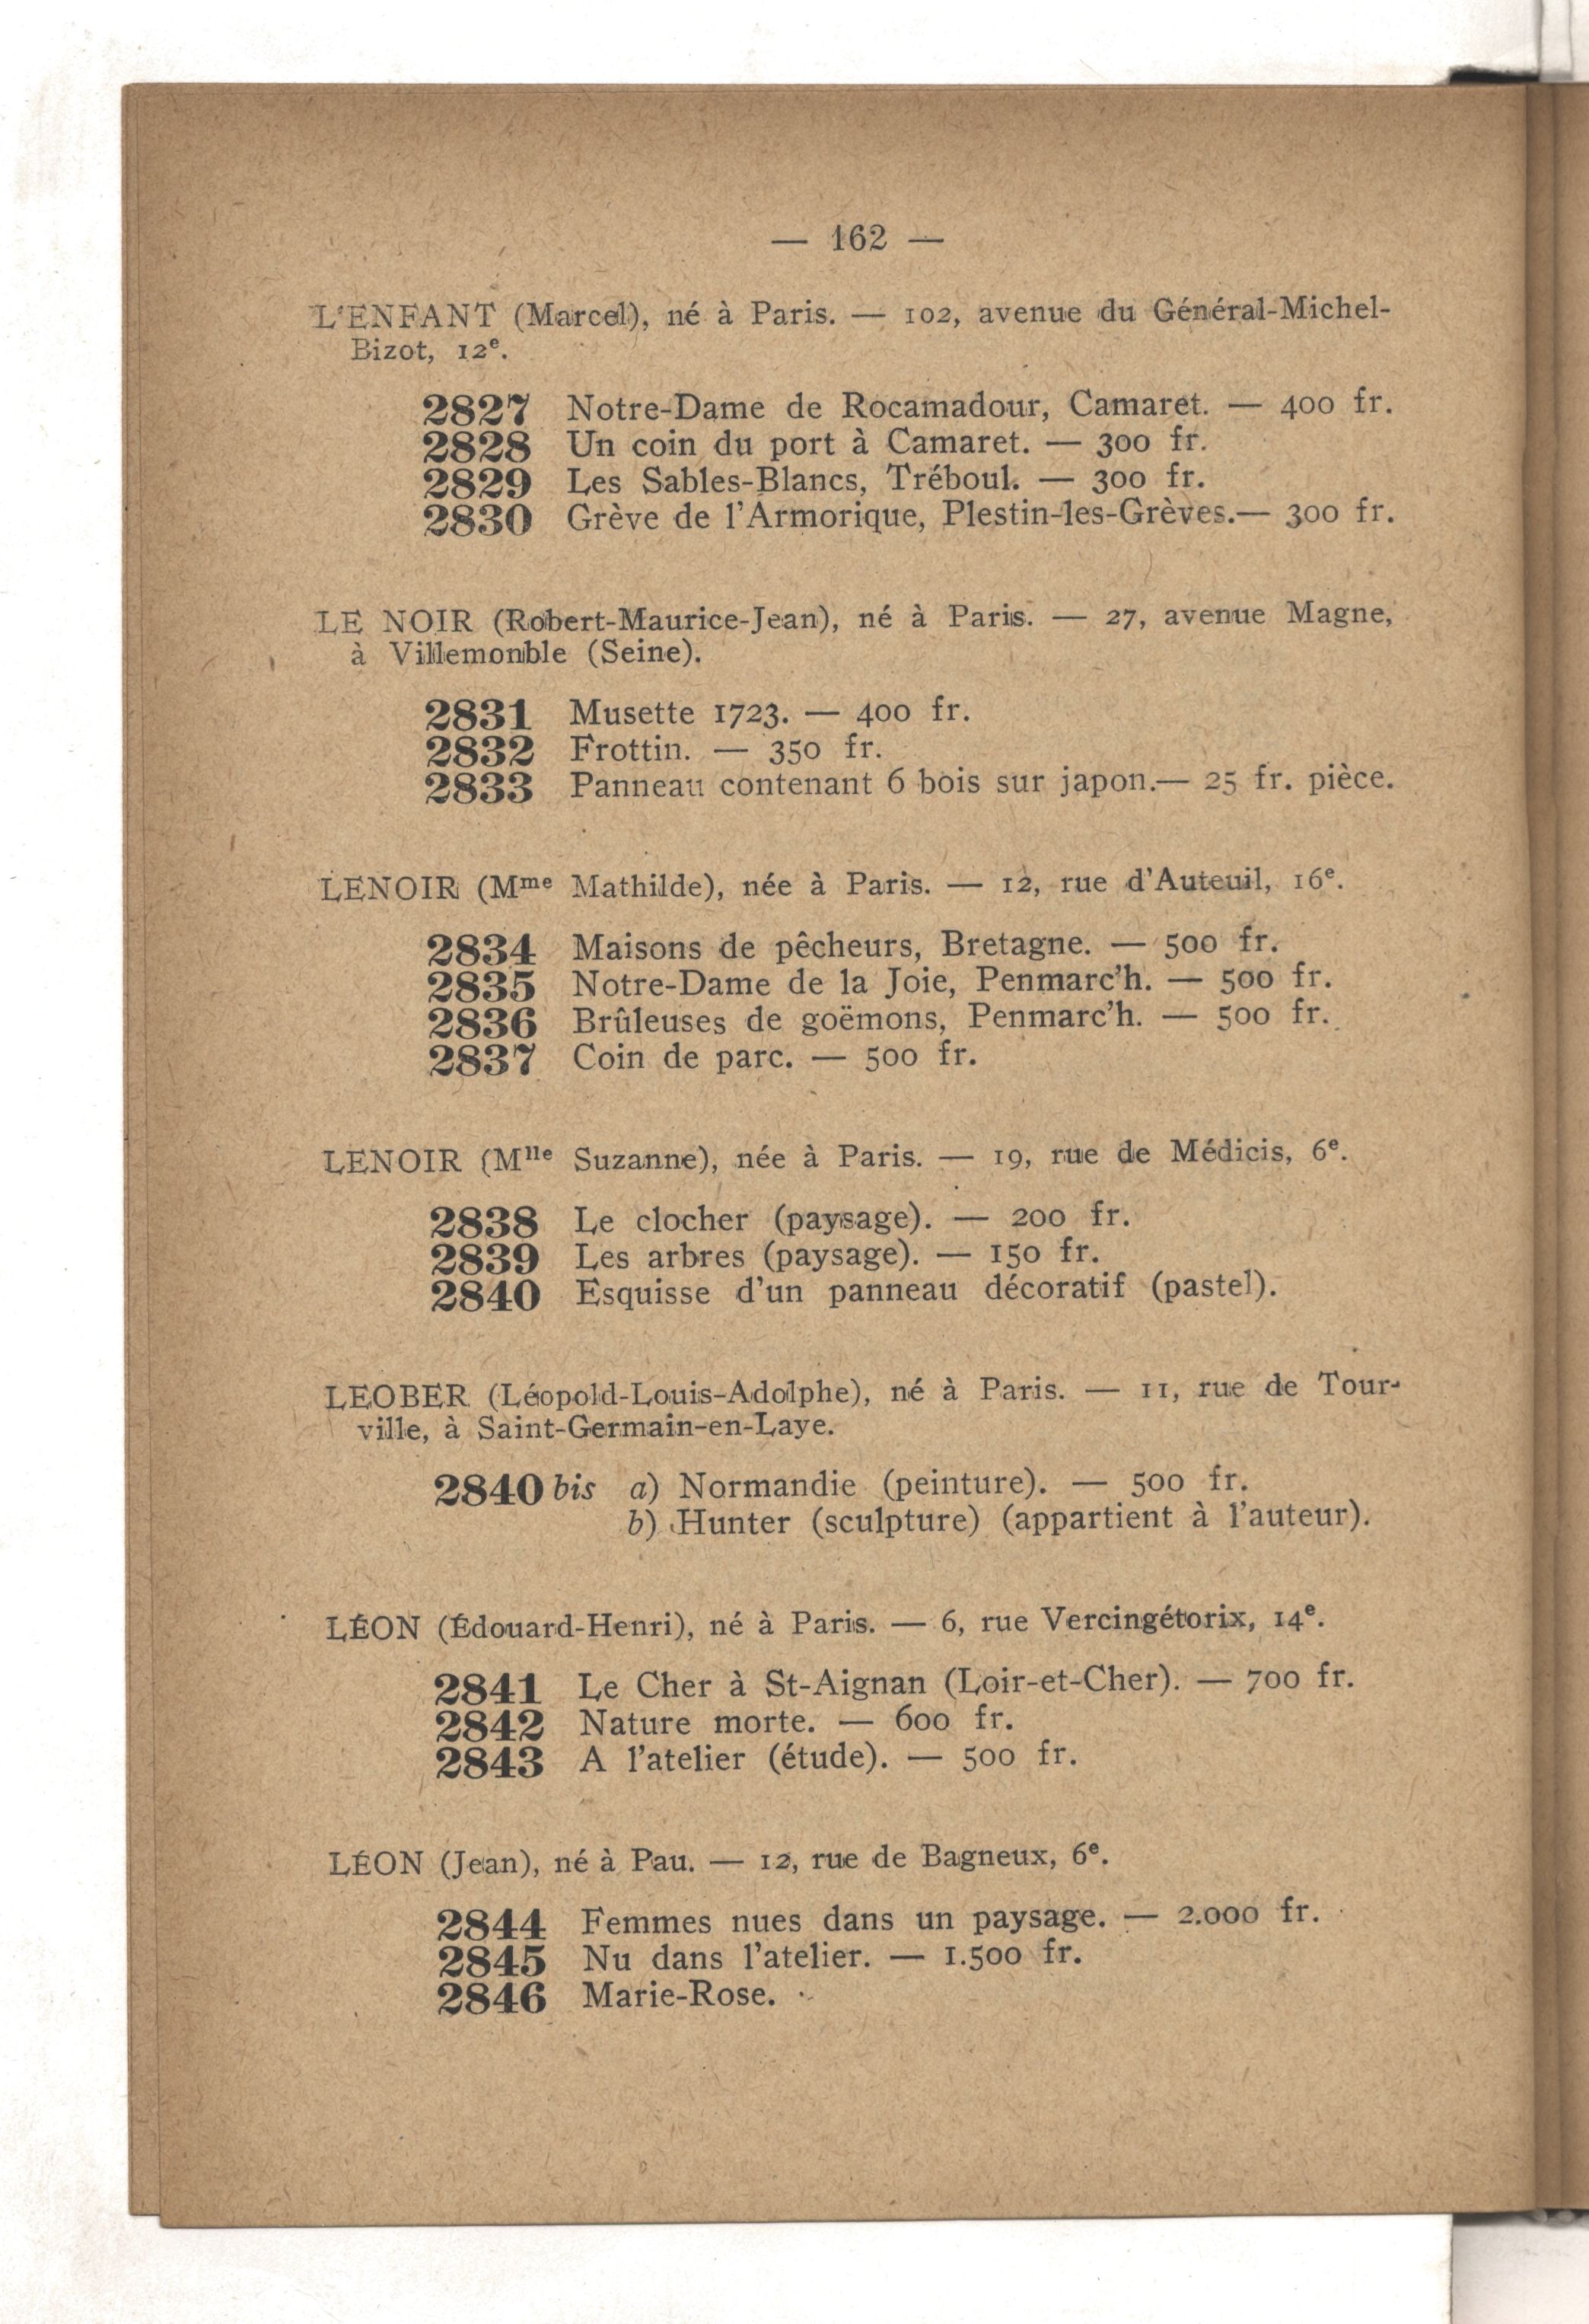 — 162 —
L'ENFANT (Marcel), né à Paris. — 102, avenue du Général-Michel-
Bizot, 12e.
2827 Notre-Dame de Rocamadour, Camaret. — 400 fr.
2828 Un coin du port à Camaret. — 300 fr.
2829 Les Sables-Blancs, Tréboul. — 300 fr.
2830 Grève de l'Armorique, Plestin-les-Grèves.— 300 fr.
LE NOIR (Robert-Maurice-Jean), né à Paris. — 27, avenue Magne,
à Villemomble (Seine).
2831 Musette 1723. — 400 fr.
2832 Frottin. — 350 fr.
2833 Panneau contenant 6 bois sur japon.— 25 fr. pièce.
LENOIR (Mme Mathilde), née à Paris. — 12, rue d'Auteuil, 16e.
2834 Maisons de pêcheurs, Bretagne. — 500 fr.
2835 Notre-Dame de la Joie, Penmarc'h. — 500 fr.
2836 Brûleuses de goëmons, Penmarc'h. — 500 fr.
2837 Coin de parc. — 500 fr.
LENOIR (Mlle Suzanne), née à Paris. — 19, rue de Médicis, 6e.
2838 Le clocher (paysage). — 200 fr.
2839 Les arbres (paysage). — 150 fr.
2840 Esquisse d'un panneau décoratif (pastel).
LEOBER (Léopold-Louis-Adolphe), né à Paris. — 11, rue de Tour-
ville, à Saint-Germain-en-Laye.
2840 bis a) Normandie (peinture). — 500 fr.
b) Hunter (sculpture) (appartient à l'auteur).
LÉON (Édouard-Henri), né à Paris. — 6, rue Vercingétorix, 14e.
2841 Le Cher à St-Aignan (Loir-et-Cher). — 700 fr.
2842 Nature morte. — 600 fr.
2843 A l'atelier (étude). — 500 fr.
LÉON (Jean), né à Pau. — 12, rue de Bagneux, 6e.
2844 Femmes nues dans un paysage. — 2.000 fr.
2845 Nu dans l'atelier. — 1.500 fr.
2846 Marie-Rose.